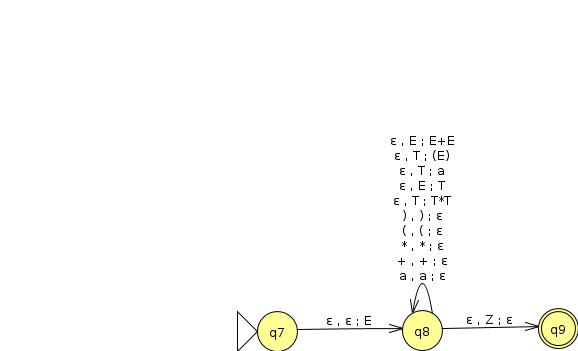 ε , E ; E+E
ε , T ; (E)
ε , T ; a
ε , E ; T
ε , T ; T*T
) , ) ; ε
( , ( ; ε
* , * ; ε
+ , + ; ε
a , a ; ε
q7
ε , ε ; E
q8
ε , Z ; ε
q9